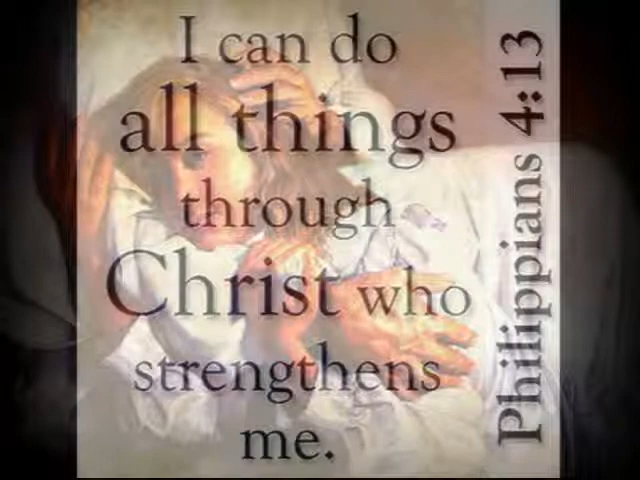 I can do
all things
through
Christ who
strengthens
me.
Philippians 4:13